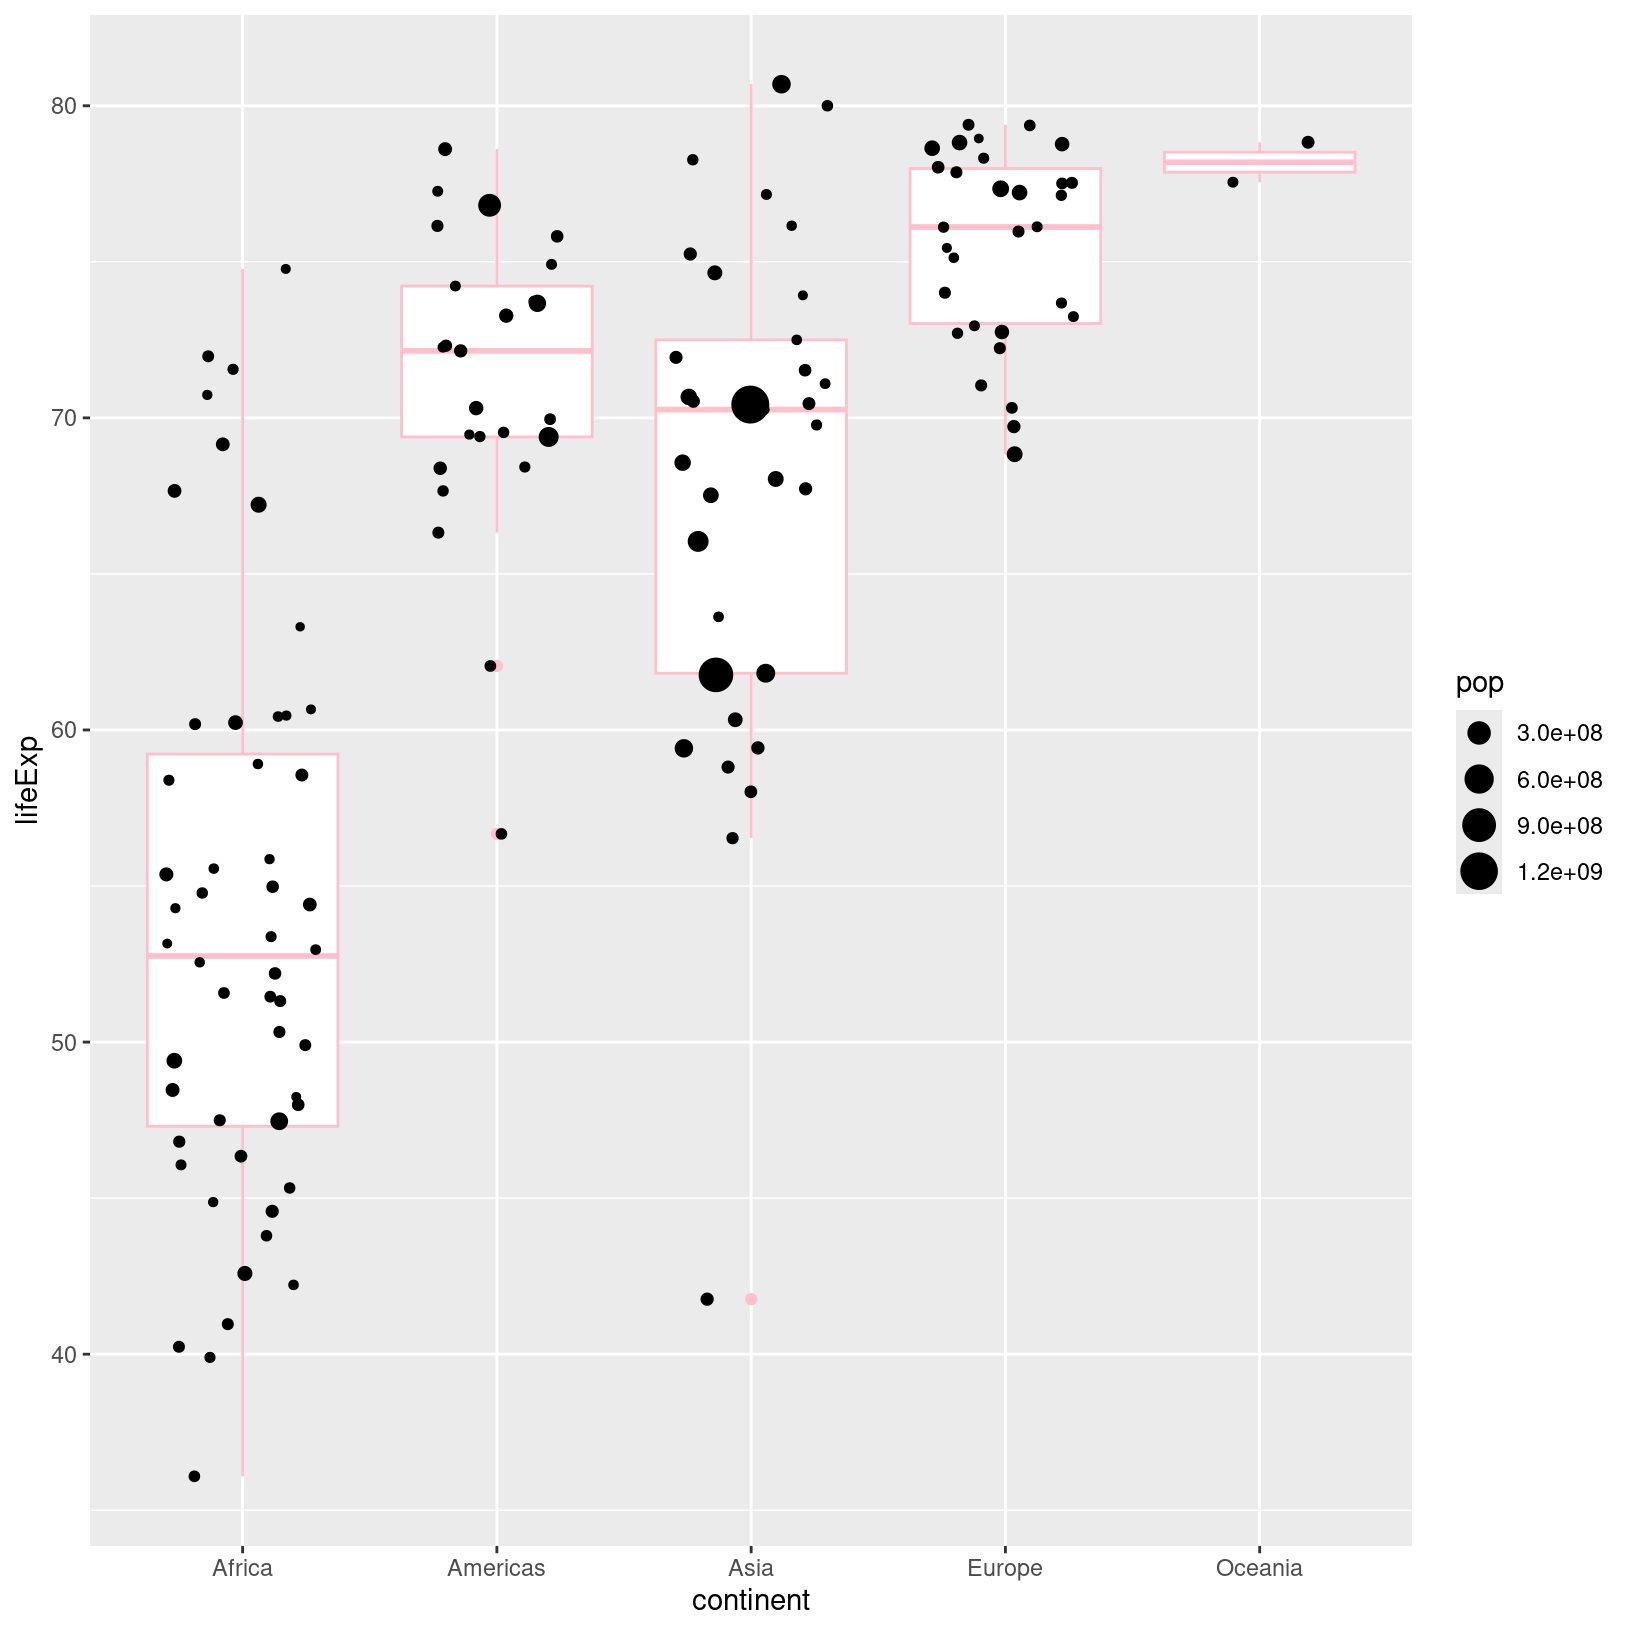 80
70
60
50
40
lifeExp
Africa
Americas
Asia
Europe
Oceania
continent
pop
3.0e+08
6.0e+08
9.0e+08
1.2e+09